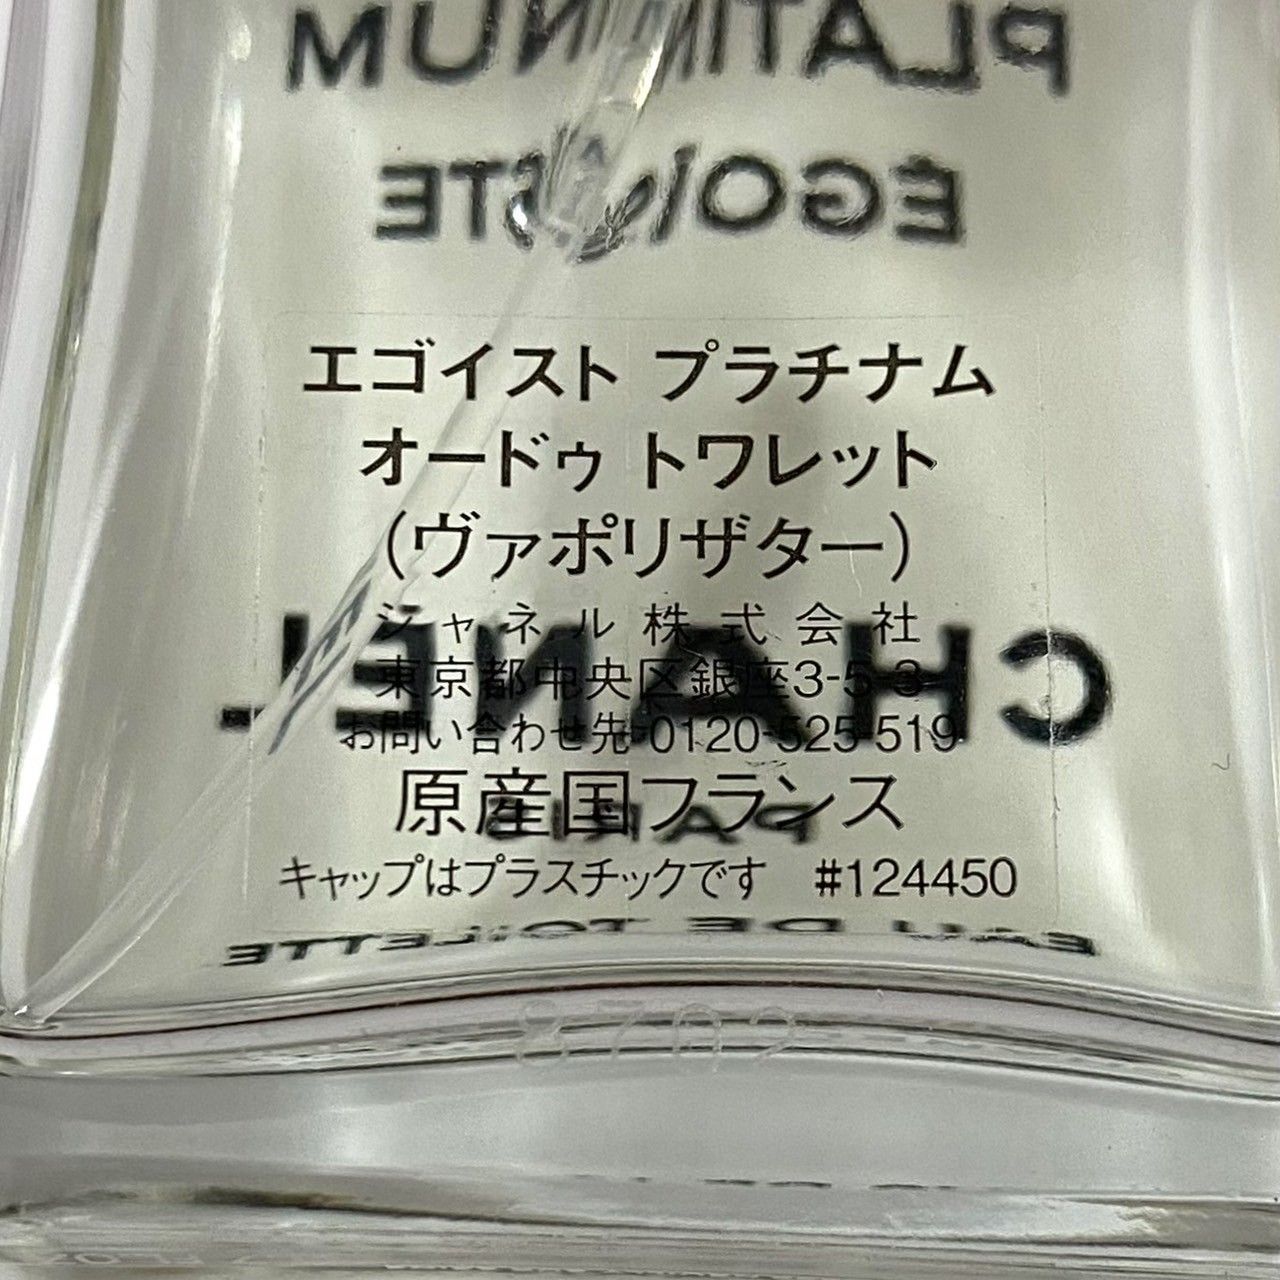 PLATINUM
ÉGOÏSTE
エゴイスト プラチナム
オードゥ トワレット
(ヴァポリザター)
シャネル株式会社
CHANEL
東京都中央区銀座3-5-3
お問い合わせ先 0120-525-519
原産国フランス
PARIS
キャップはプラスチックです #124450
EAU DE TOILETTE
8702